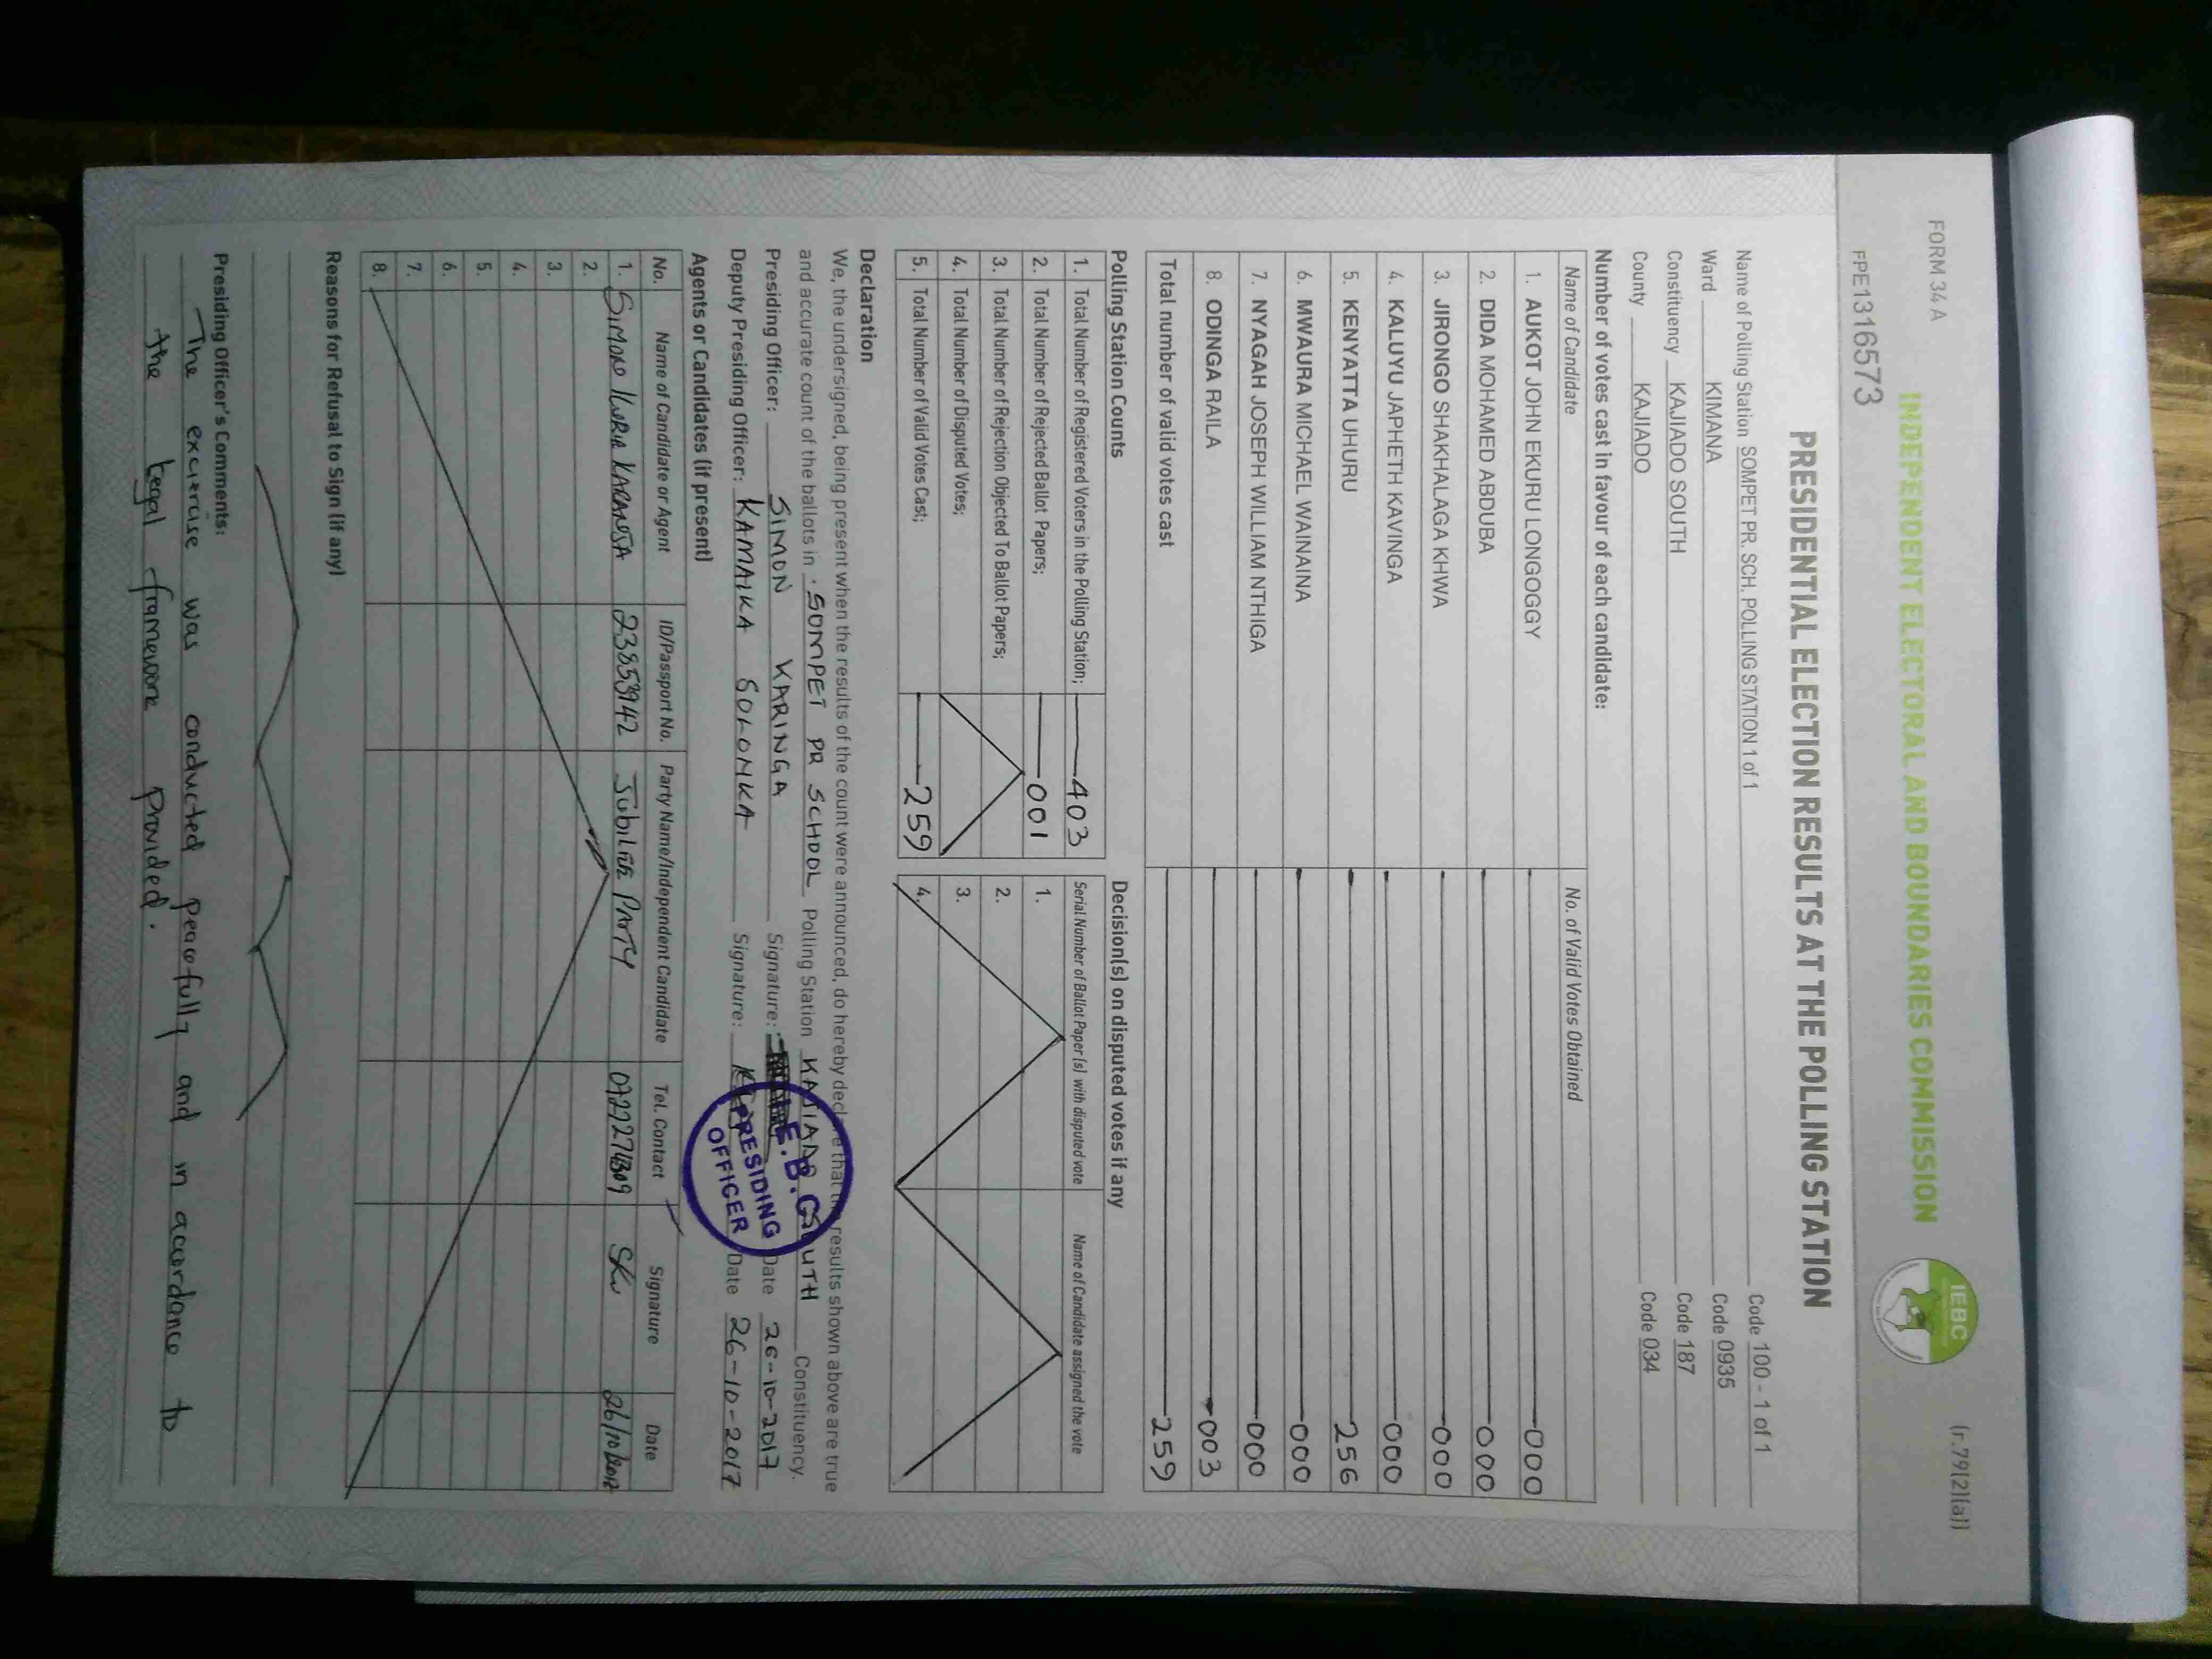 FORM 34 A
(r.79(2)(a))
INDEPENDENT ELECTORAL AND BOUNDARIES COMMISSION
IEBC
FPE1316573
PRESIDENTIAL ELECTION RESULTS AT THE POLLING STATION
Name of Polling Station SOMPET PR. SCH. POLLING STATION 1 of 1 Code 100 - 1 of 1
Ward KIMANA Code 0935
Constituency KAJIADO SOUTH Code 187
County KAJIADO Code 034
Number of votes cast in favour of each candidate:
Name of Candidate No. of Valid Votes Obtained
1. AUKOT JOHN EKURU LONGOGGY 000
2. DIDA MOHAMED ABDUBA 000
3. JIRONGO SHAKHALAGA KHWA 000
4. KALUYU JAPHETH KAVINGA 000
5. KENYATTA UHURU 256
6. MWAURA MICHAEL WAINAINA 000
7. NYAGAH JOSEPH WILLIAM NTHIGA 000
8. ODINGA RAILA 003
Total number of valid votes cast 259
Polling Station Counts
1. Total Number of Registered Voters in the Polling Station; 403
2. Total Number of Rejected Ballot Papers; 001
3. Total Number of Rejection Objected To Ballot Papers;
4. Total Number of Disputed Votes;
5. Total Number of Valid Votes Cast; 259
Decision(s) on disputed votes if any
Serial Number of Ballot Paper (s) with disputed vote Name of Candidate assigned the vote
1.
2.
3.
4.
Declaration
We, the undersigned, being present when the results of the count were announced, do hereby declare that the results shown above are true
and accurate count of the ballots in SOMPET PR SCHOOL Polling Station KAJIADO SOUTH Constituency.
Presiding Officer: SIMON KARINGA Signature: Date 26-10-2017
Deputy Presiding Officer: KAMAIKA SOLONKA Signature: Date 26-10-2017
PRESIDING
OFFICER
Agents or Candidates (if present)
No. Name of Candidate or Agent ID/Passport No. Party Name/Independent Candidate Tel. Contact Signature Date
1. 23853942 Jubilee PARTY
2.
3.
4.
5.
6.
7.
8.
Reasons for Refusal to Sign (if any)
Presiding Officer's Comments:
The exercise was conducted peacefully and in accordance to
the legal framework provided.